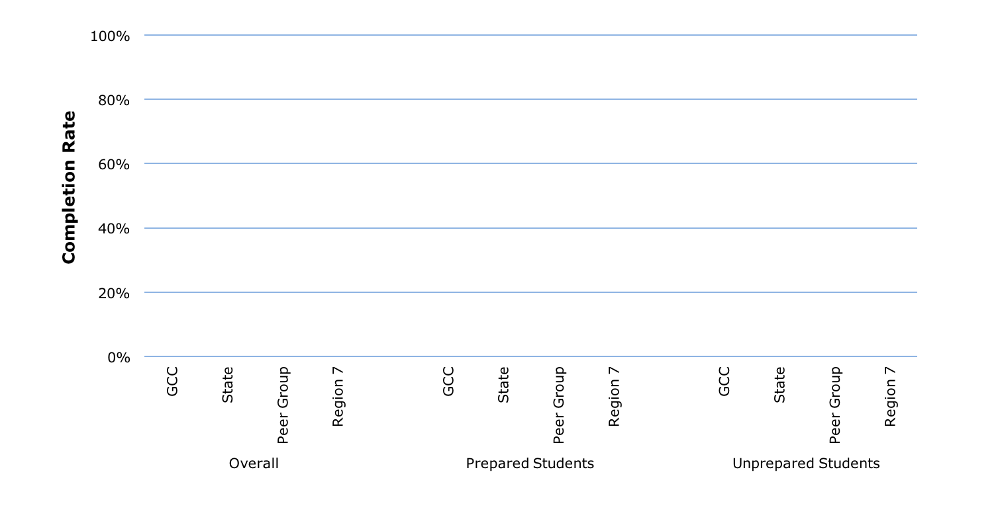 100%
80%
60%
40%
20%
0%
Completion Rate
GCC
State
Peer Group
Region 7
GCC
State
Peer Group
Region 7
GCC
State
Peer Group
Region 7
Overall
Prepared Students
Unprepared Students